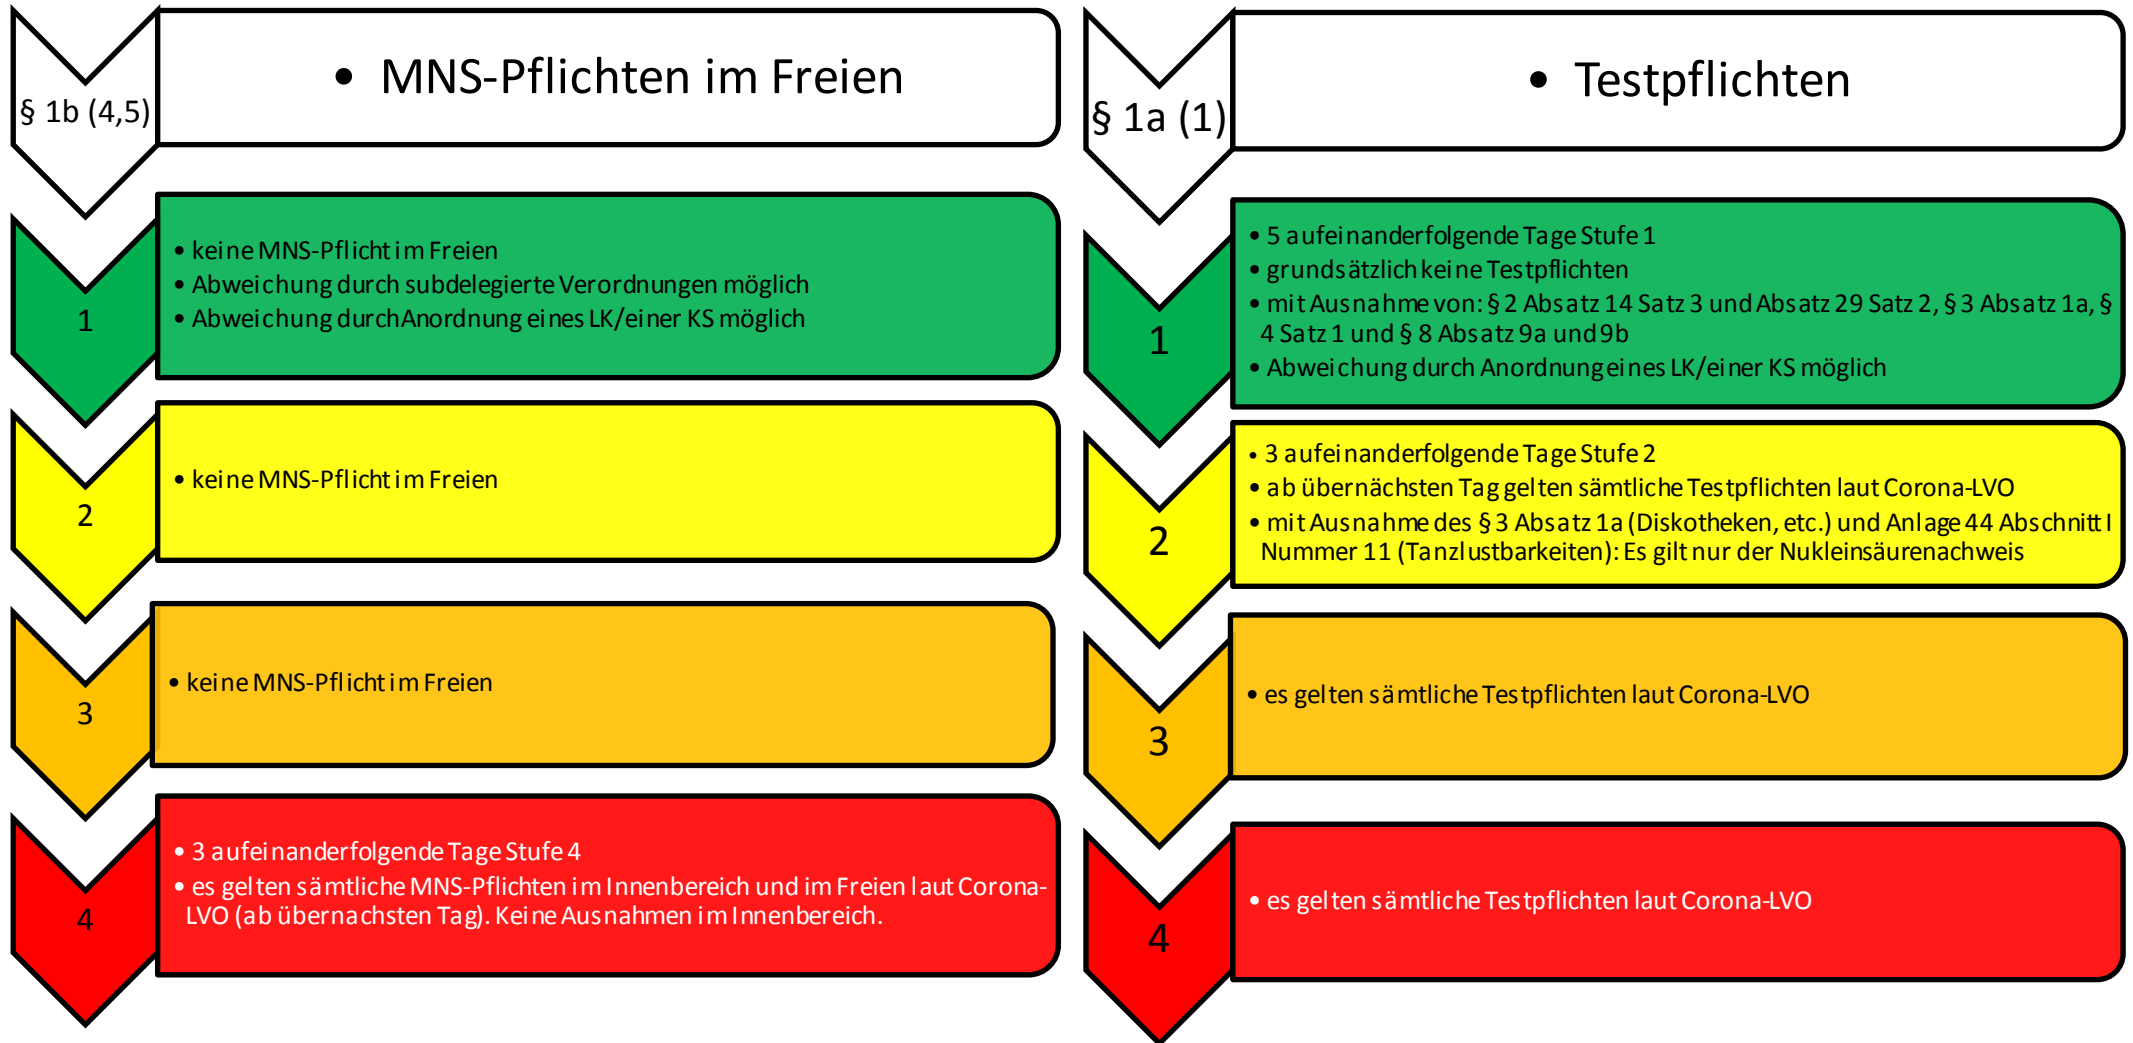 § 1b (4,5)
• MNS-Pflichten im Freien
1
• keine MNS-Pflicht im Freien
• Abweichung durch subdelegierte Verordnungen möglich
• Abweichung durch Anordnung eines LK/einer KS möglich
2
• keine MNS-Pflicht im Freien
3
• keine MNS-Pflicht im Freien
4
• 3 aufeinanderfolgende Tage Stufe 4
• es gelten sämtliche MNS-Pflichten im Innenbereich und im Freien laut Corona-
LVO (ab übernachsten Tag). Keine Ausnahmen im Innenbereich.
§ 1a (1)
• Testpflichten
1
• 5 aufeinanderfolgende Tage Stufe 1
• grundsätzlich keine Testpflichten
• mit Ausnahme von: § 2 Absatz 14 Satz 3 und Absatz 29 Satz 2, § 3 Absatz 1a, §
4 Satz 1 und § 8 Absatz 9a und 9b
• Abweichung durch Anordnung eines LK/einer KS möglich
2
• 3 aufeinanderfolgende Tage Stufe 2
• ab übernächsten Tag gelten sämtliche Testpflichten laut Corona-LVO
• mit Ausnahme des § 3 Absatz 1a (Diskotheken, etc.) und Anlage 44 Abschnitt I
Nummer 11 (Tanzlustbarkeiten): Es gilt nur der Nukleinsäurenachweis
3
• es gelten sämtliche Testpflichten laut Corona-LVO
4
• es gelten sämtliche Testpflichten laut Corona-LVO